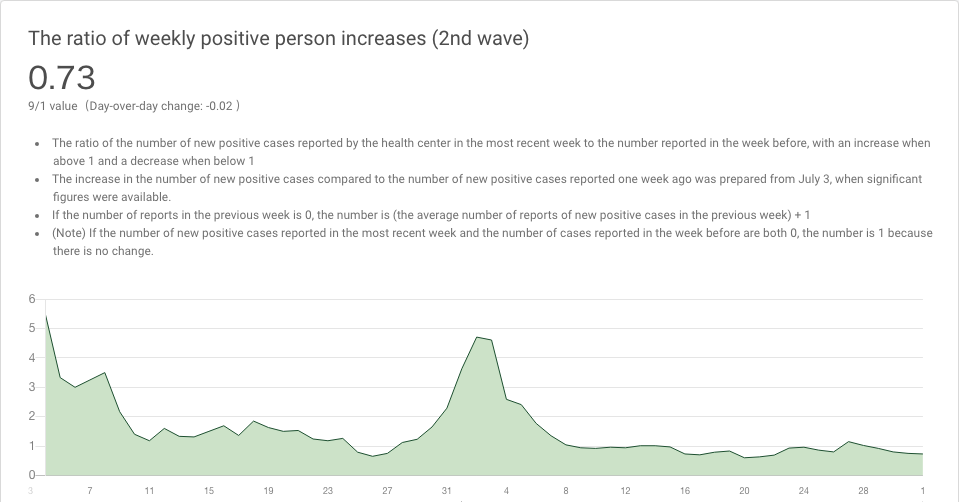 The ratio of weekly positive person increases (2nd wave)
0.73
9/1 value (Day-over-day change: -0.02 )
• The ratio of the number of new positive cases reported by the health center in the most recent week to the number reported in the week before, with an increase when
above 1 and a decrease when below 1
• The increase in the number of new positive cases compared to the number of new positive cases reported one week ago was prepared from July 3, when significant
figures were available.
• If the number of reports in the previous week is 0, the number is (the average number of reports of new positive cases in the previous week) + 1
• (Note) If the number of new positive cases reported in the most recent week and the number of cases reported in the week before are both 0, the number is 1 because
there is no change.
6
5
4
3
2
1
0
3 7 11 15 19 23 27 31 4 8 12 16 20 24 28 1